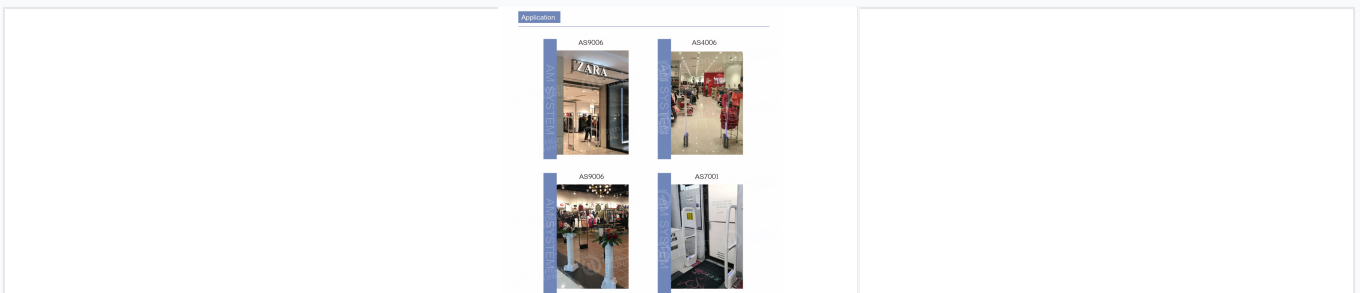 Application
AS9006
AS4006
AM SYSTEM
ZARA
AM SYSTEM
AS9006
AS7001
AM SYSTEM
AM SYSTEM